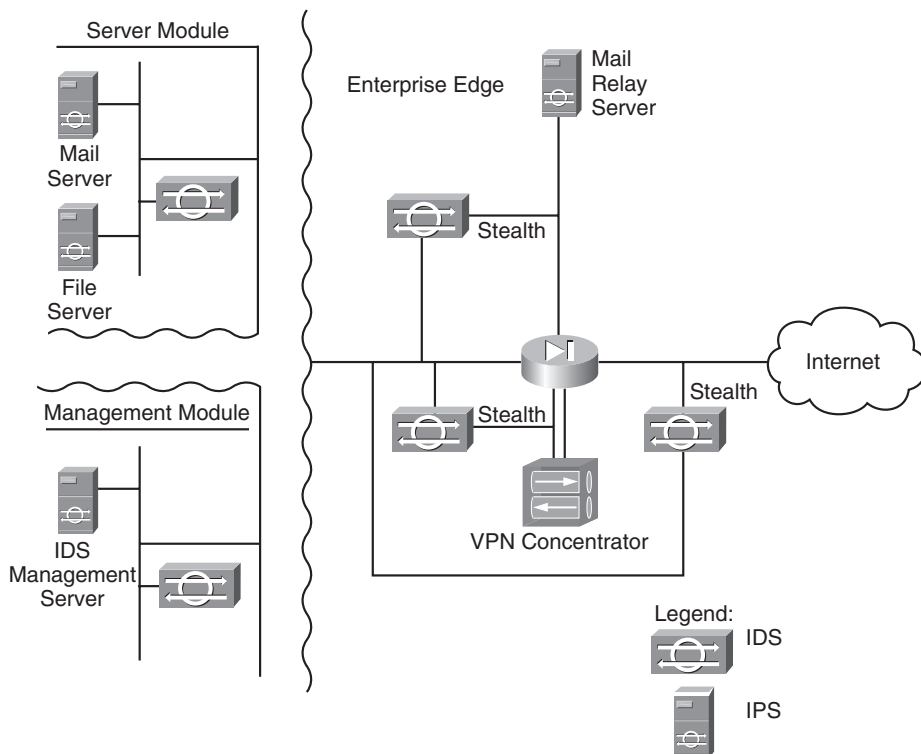 Server Module
Mail
Server
File
Server
Management Module
IDS
Management
Server
Enterprise Edge
Mail
Relay
Server
Stealth
Stealth
Stealth
Internet
VPN Concentrator
Legend:
IDS
IPS